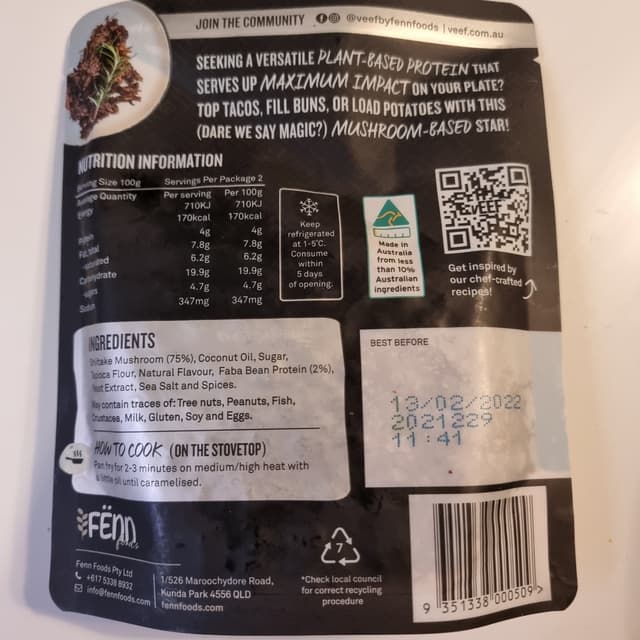 JOIN THE COMMUNITY @veefbyfennfoods | veef.com.au
SEEKING A VERSATILE PLANT-BASED PROTEIN THAT
SERVES UP MAXIMUM IMPACT ON YOUR PLATE?
TOP TACOS, FILL BUNS, OR LOAD POTATOES WITH THIS
(DARE WE SAY MAGIC?) MUSHROOM-BASED STAR!
NUTRITION INFORMATION
Serving Size 100g Servings Per Package 2
Average Quantity Per serving Per 100g
Energy 710KJ 710KJ
170kcal 170kcal
Protein 4g 4g
Fat, total 7.8g 7.8g
saturated 6.2g 6.2g
Carbohydrate 19.9g 19.9g
sugars 4.7g 4.7g
Sodium 347mg 347mg
Keep
refrigerated
at 1-5°C.
Consume
within
5 days
of opening.
Made in
Australia
from less
than 10%
Australian
ingredients
VEEF
Get inspired by
our chef-crafted
recipes!
INGREDIENTS
Shiitake Mushroom (75%), Coconut Oil, Sugar,
Tapioca Flour, Natural Flavour, Faba Bean Protein (2%),
Yeast Extract, Sea Salt and Spices.
May contain traces of: Tree nuts, Peanuts, Fish,
Crustacea, Milk, Gluten, Soy and Eggs.
HOW TO COOK (ON THE STOVETOP)
Pan fry for 2-3 minutes on medium/high heat with
a little oil until caramelised.
BEST BEFORE
13/02/2022
2021229
11:41
FËNN
foods
Fenn Foods Pty Ltd
+617 5338 8932
info@fennfoods.com
1/526 Maroochydore Road,
Kunda Park 4556 QLD
fennfoods.com
7
*Check local council
for correct recycling
procedure
9 351338 000509 >